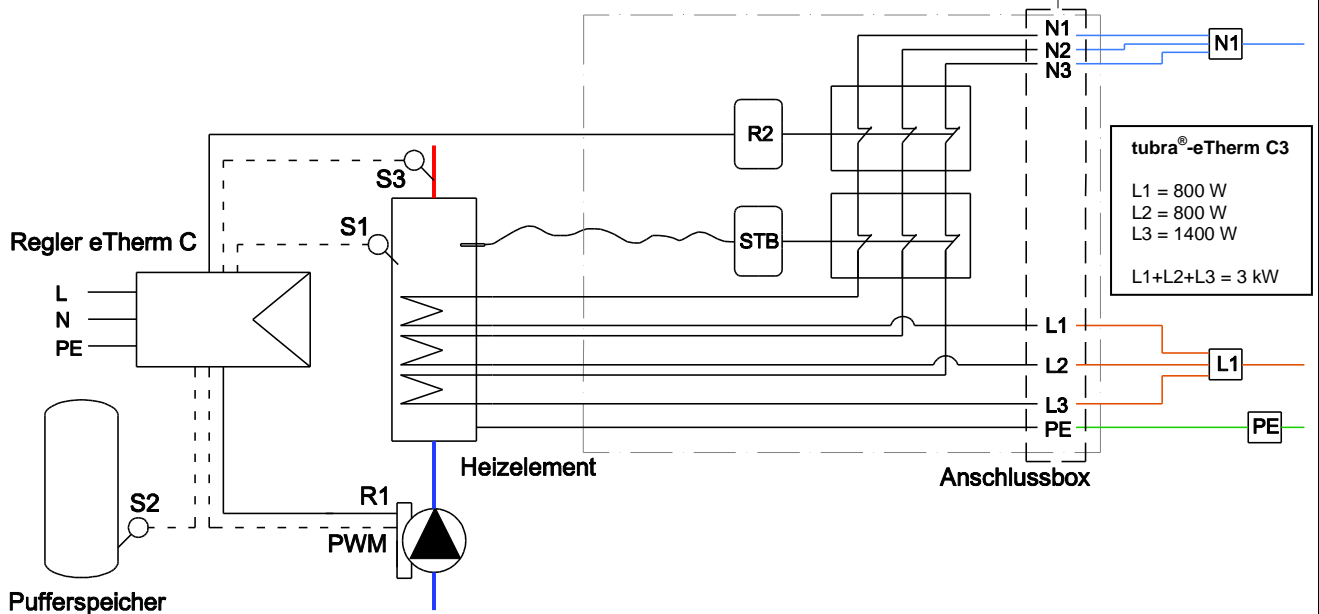 N1
N2
N3
N1
R2
tubra®-eTherm C3
L1 = 800 W
L2 = 800 W
L3 = 1400 W
L1+L2+L3 = 3 kW
S3
S1
STB
Regler eTherm C
L
N
PE
L1
L2
L3
PE
L1
PE
Heizelement
Anschlussbox
R1
S2
PWM
Pufferspeicher